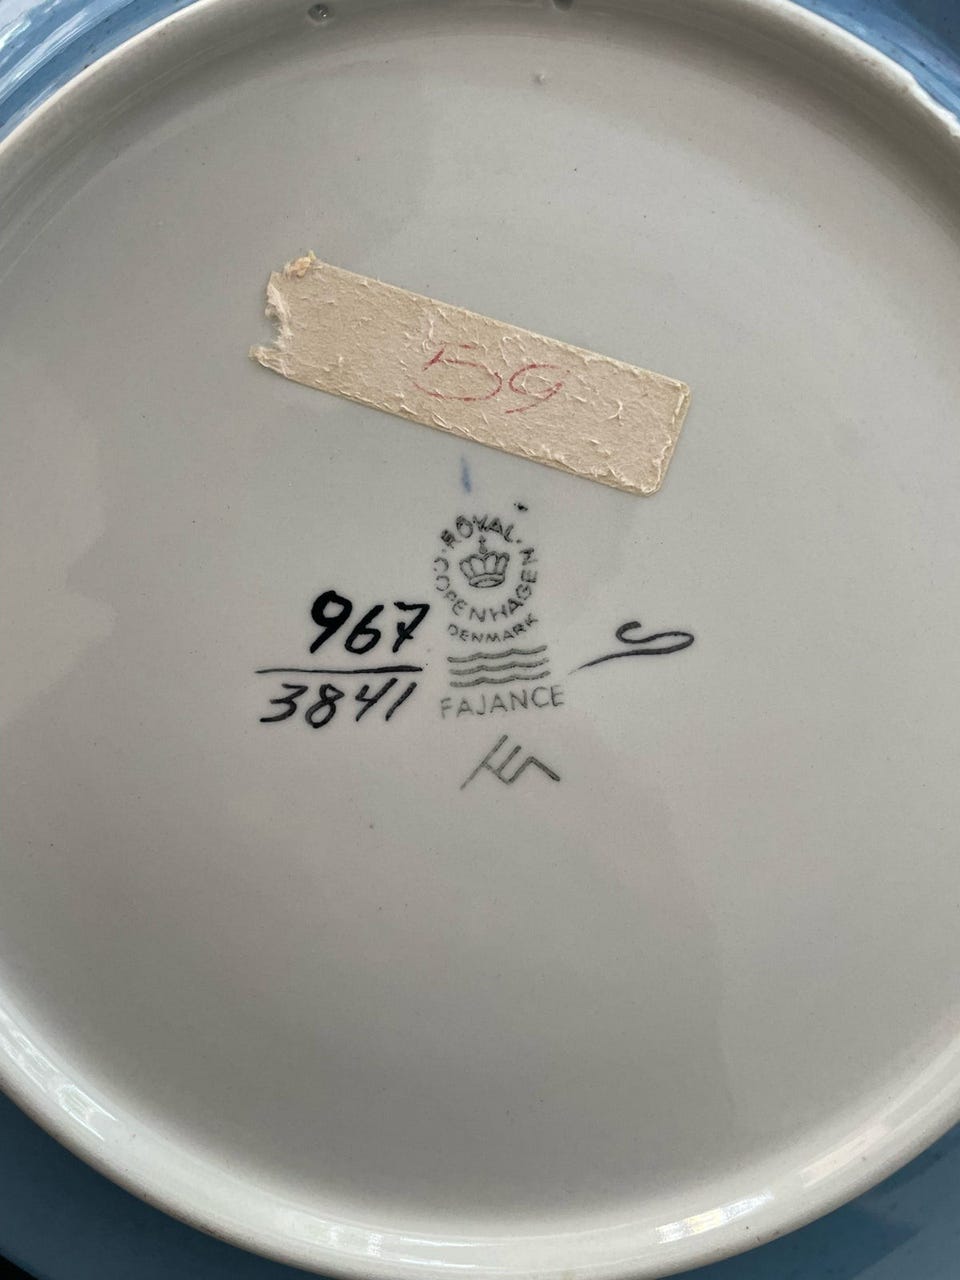 59
ROYAL
COPENHAGEN
DENMARK
967
3841
FAJANCE